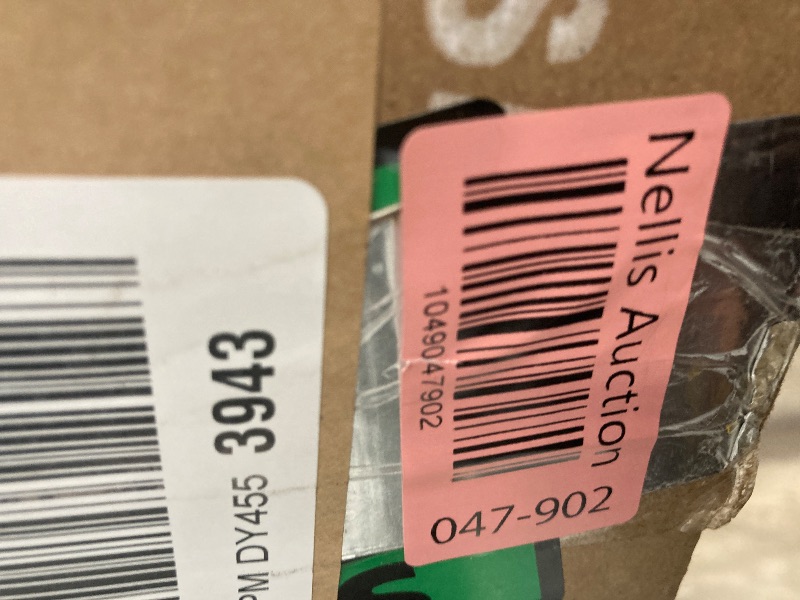 Nellis Auction
1049047902
047-902
PM DY455 3943
S